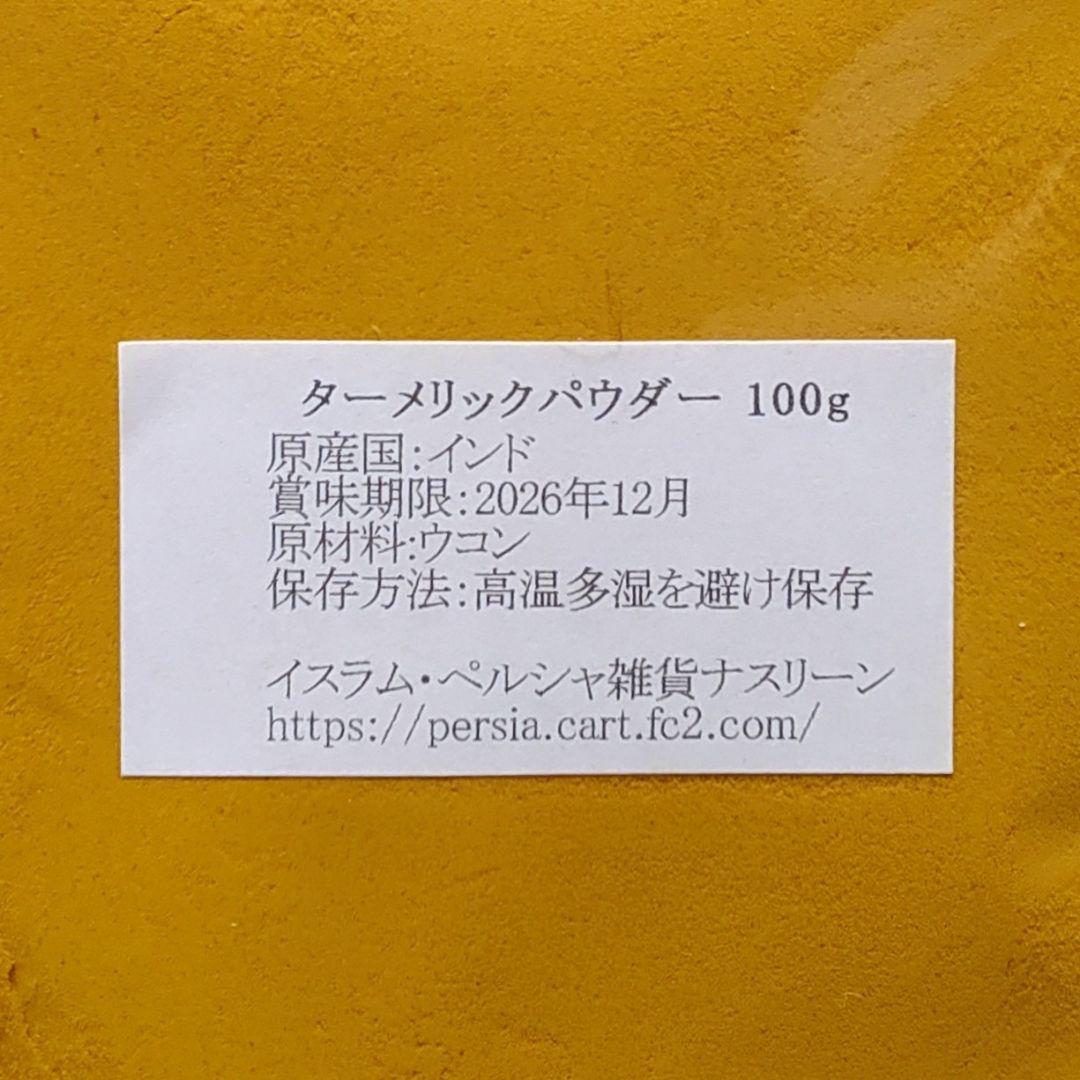 ターメリックパウダー 100g
原産国:インド
賞味期限:2026年12月
原材料:ウコン
保存方法:高温多湿を避け保存
イスラム・ペルシャ雑貨ナスリーン
https://persia.cart.fc2.com/